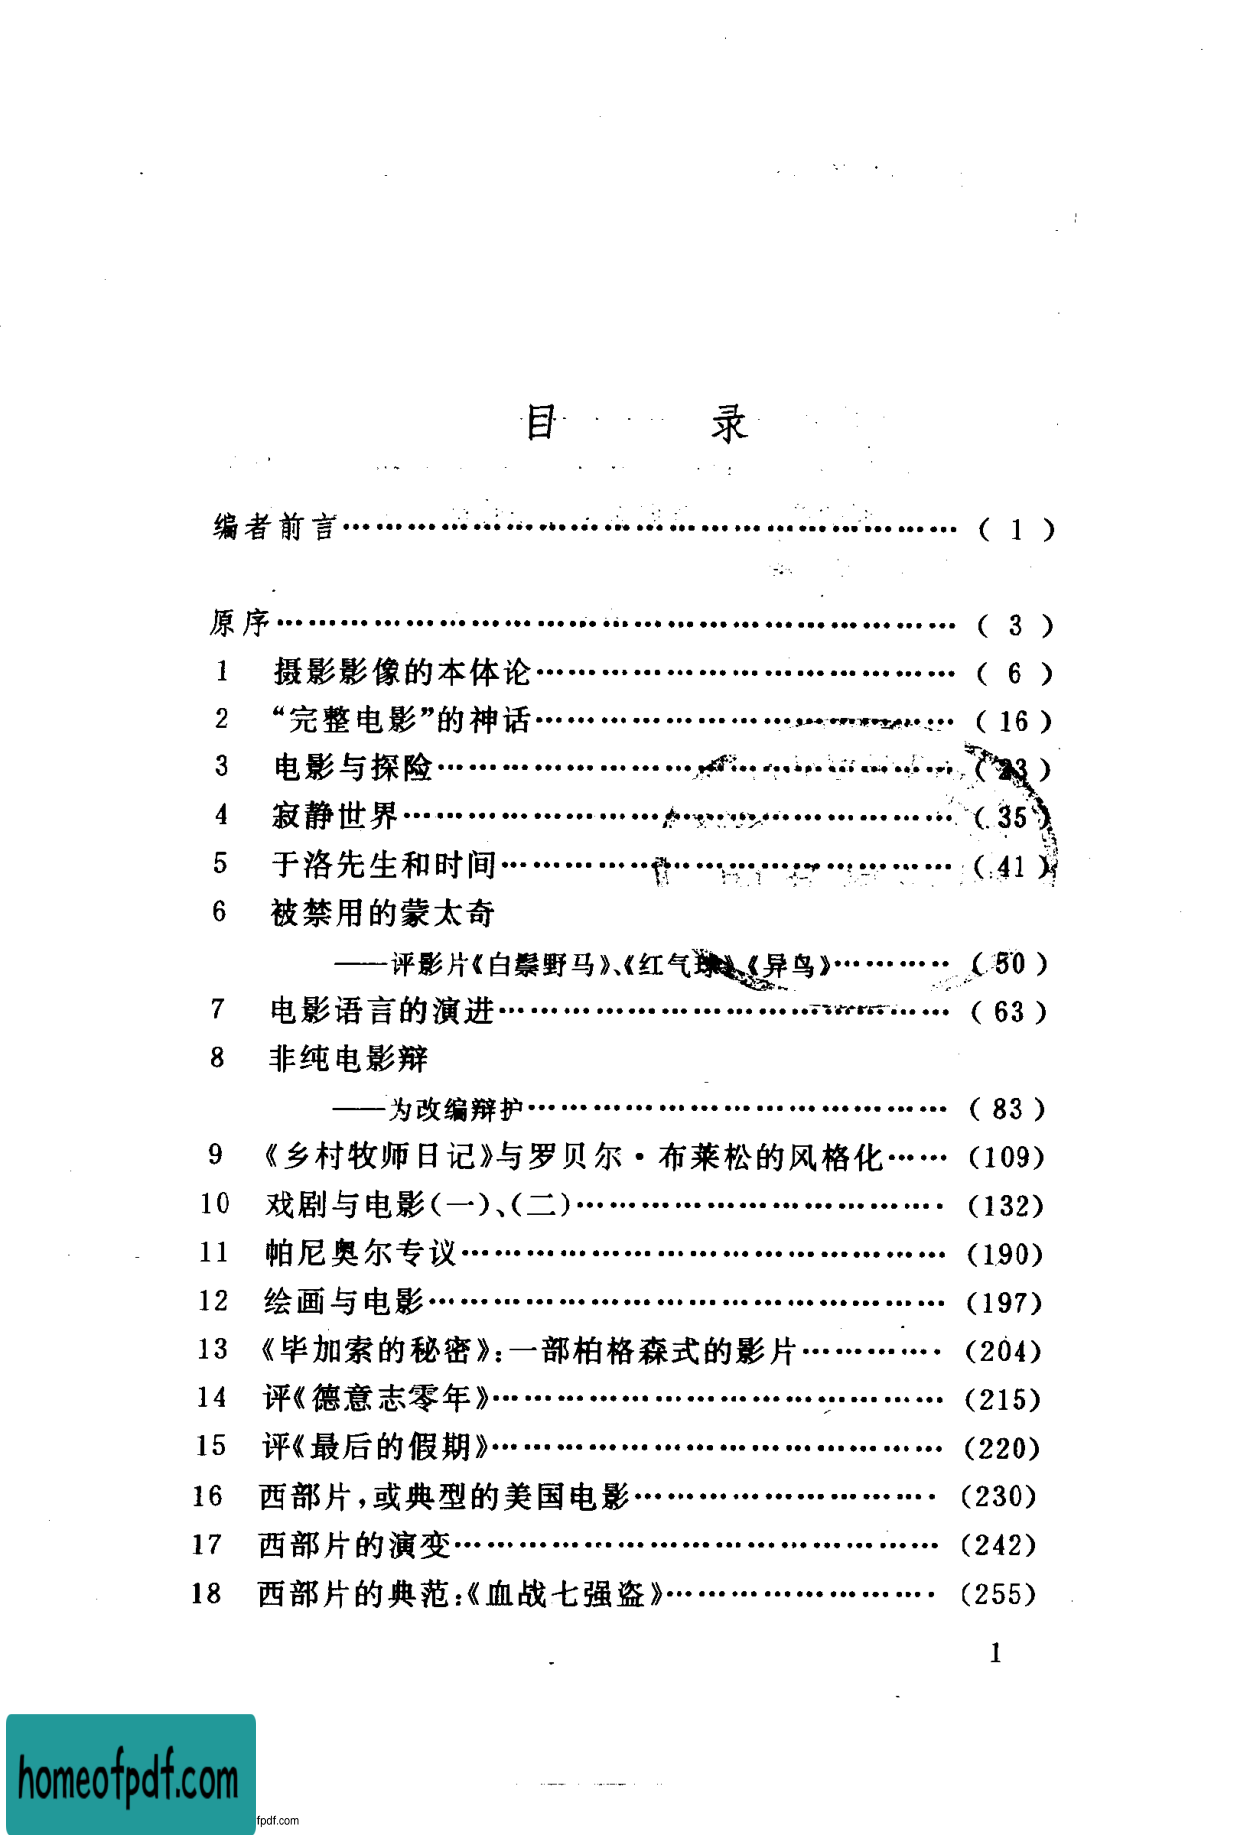 目 录
编者前言…………………………………………………… ( 1 )
原序………………………………………………………… ( 3 )
1 摄影影像的本体论…………………………………… ( 6 )
2 “完整电影”的神话…………………………………… ( 16 )
3 电影与探险…………………………………………… ( 23 )
4 寂静世界……………………………………………… ( 35 )
5 于洛先生和时间……………………………………… ( 41 )
6 被禁用的蒙太奇
——评影片《白鬃野马》、《红气球》、《异鸟》………… ( 50 )
7 电影语言的演进……………………………………… ( 63 )
8 非纯电影辩
——为改编辩护…………………………………… ( 83 )
9 《乡村牧师日记》与罗贝尔·布莱松的风格化…… (109)
10 戏剧与电影(一)、(二)……………………………… (132)
11 帕尼奥尔专议………………………………………… (190)
12 绘画与电影…………………………………………… (197)
13 《毕加索的秘密》:一部柏格森式的影片………… (204)
14 评《德意志零年》……………………………………… (215)
15 评《最后的假期》……………………………………… (220)
16 西部片,或典型的美国电影………………………… (230)
17 西部片的演变………………………………………… (242)
18 西部片的典范:《血战七强盗》……………………… (255)
1
homeofpdf.com
fpdf.com